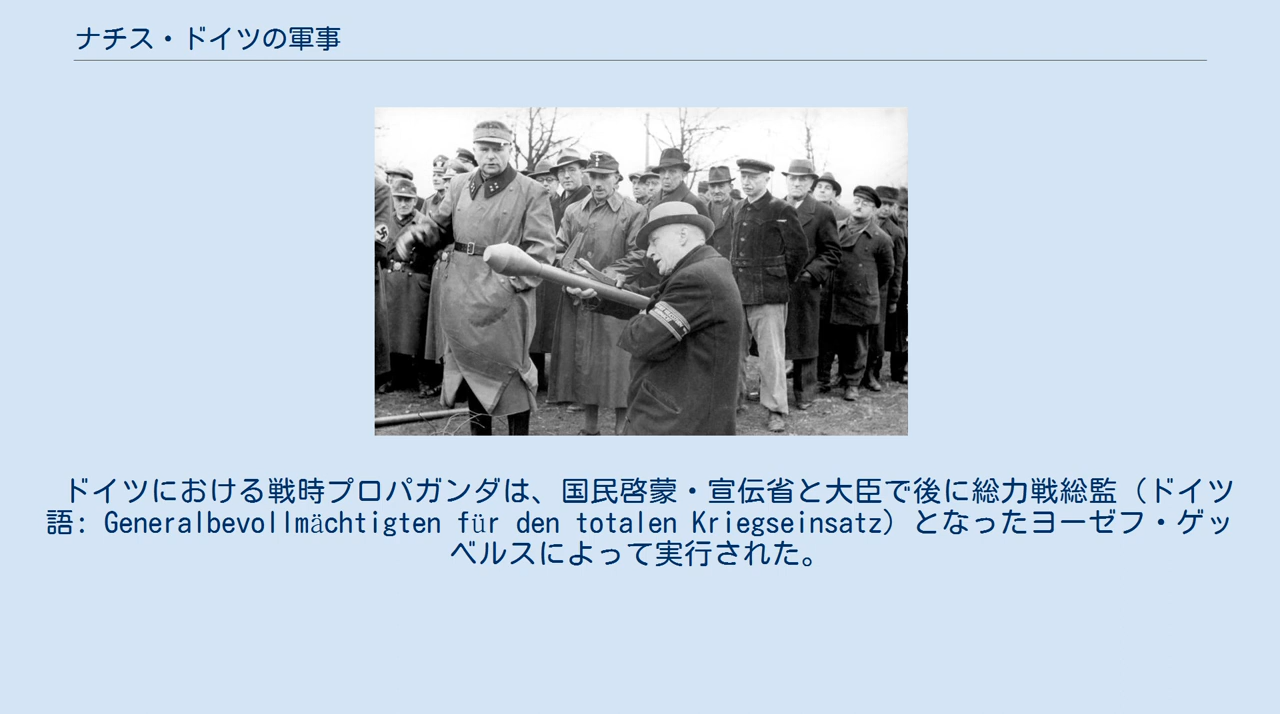 ナチス・ドイツの軍事
ドイツにおける戦時プロパガンダは、国民啓蒙・宣伝省と大臣で後に総力戦総監（ドイツ
語: Generalbevollmächtigten für den totalen Kriegseinsatz）となったヨーゼフ・ゲッ
ベルスによって実行された。